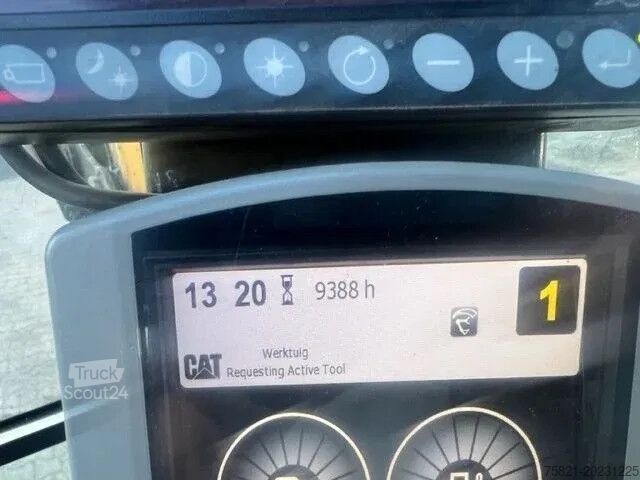 13 20 9388 h
1
Werktuig
CAT Requesting Active Tool
Truck
Scout24
75821-20231225